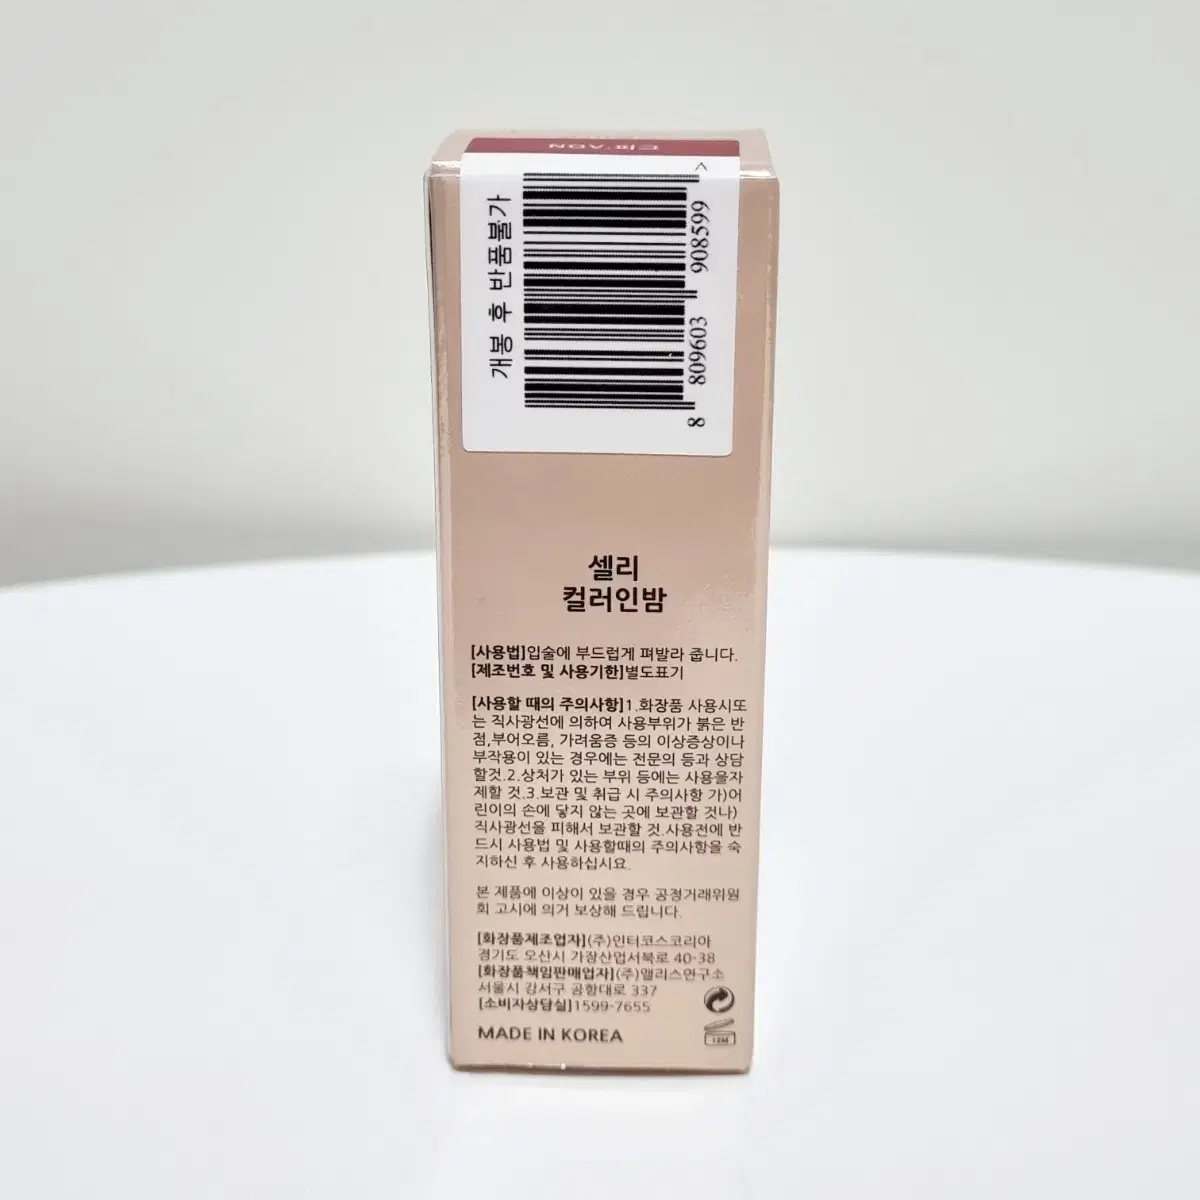 개봉 후 반품불가
8 809603 908599 >
셀리
컬러인밤
[사용법]입술에 부드럽게 펴발라 줍니다.
[제조번호 및 사용기한]별도표기
[사용할 때의 주의사항]1.화장품 사용시또
는 직사광선에 의하여 사용부위가 붉은 반
점,부어오름, 가려움증 등의 이상증상이나
부작용이 있는 경우에는 전문의 등과 상담
할것.2.상처가 있는 부위 등에는 사용을자
제할 것.3.보관 및 취급 시 주의사항 가)어
린이의 손에 닿지 않는 곳에 보관할 것나)
직사광선을 피해서 보관할 것.사용전에 반
드시 사용법 및 사용할때의 주의사항을 숙
지하신 후 사용하십시요.
본 제품에 이상이 있을 경우 공정거래위원
회 고시에 의거 보상해 드립니다.
[화장품제조업자](주)인터코스코리아
경기도 오산시 가장산업서북로 40-38
[화장품책임판매업자](주)앨리스연구소
서울시 강서구 공항대로 337
[소비자상담실]1599-7655
MADE IN KOREA
12M